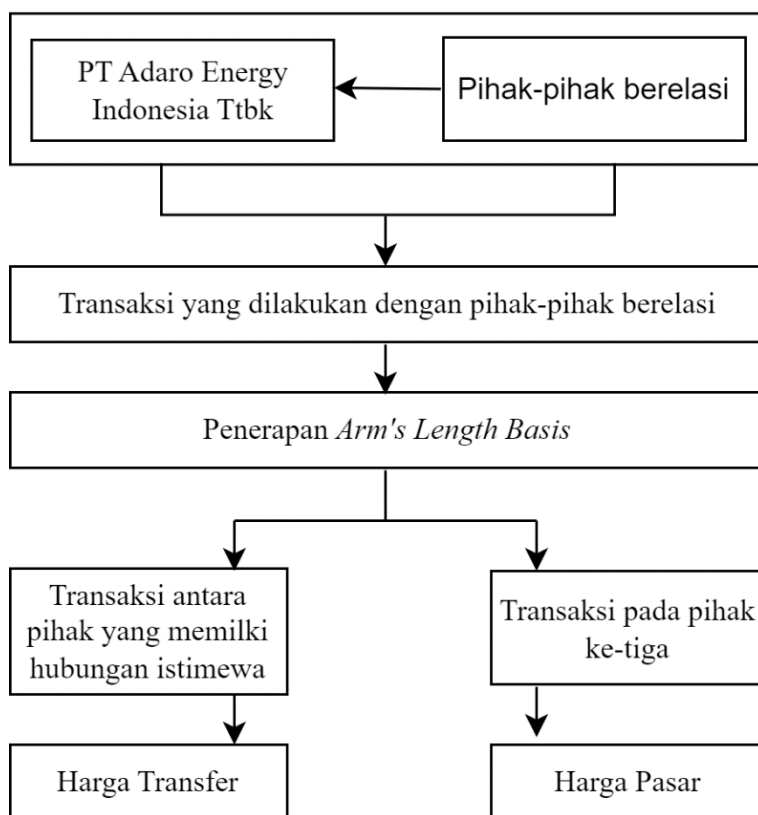 PT Adaro Energy
Indonesia Ttbk
Pihak-pihak berelasi
Transaksi yang dilakukan dengan pihak-pihak berelasi
Penerapan Arm's Length Basis
Transaksi antara
pihak yang memilki
hubungan istimewa
Transaksi pada pihak
ke-tiga
Harga Transfer
Harga Pasar